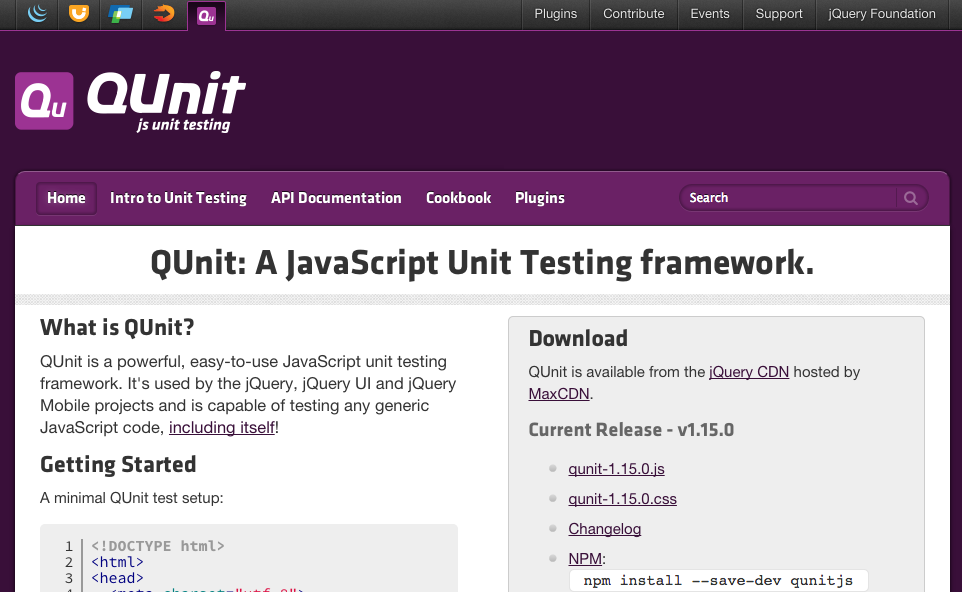 Qu
Plugins Contribute Events Support jQuery Foundation
Qu QUnit
js unit testing
Home Intro to Unit Testing API Documentation Cookbook Plugins Search
QUnit: A JavaScript Unit Testing framework.
What is QUnit?
QUnit is a powerful, easy-to-use JavaScript unit testing
framework. It's used by the jQuery, jQuery UI and jQuery
Mobile projects and is capable of testing any generic
JavaScript code, including itself!
Getting Started
A minimal QUnit test setup:
1 <!DOCTYPE html>
2 <html>
3 <head>
4 <meta charset="utf-8">
Download
QUnit is available from the jQuery CDN hosted by
MaxCDN.
Current Release - v1.15.0
qunit-1.15.0.js
qunit-1.15.0.css
Changelog
NPM:
npm install --save-dev qunitjs